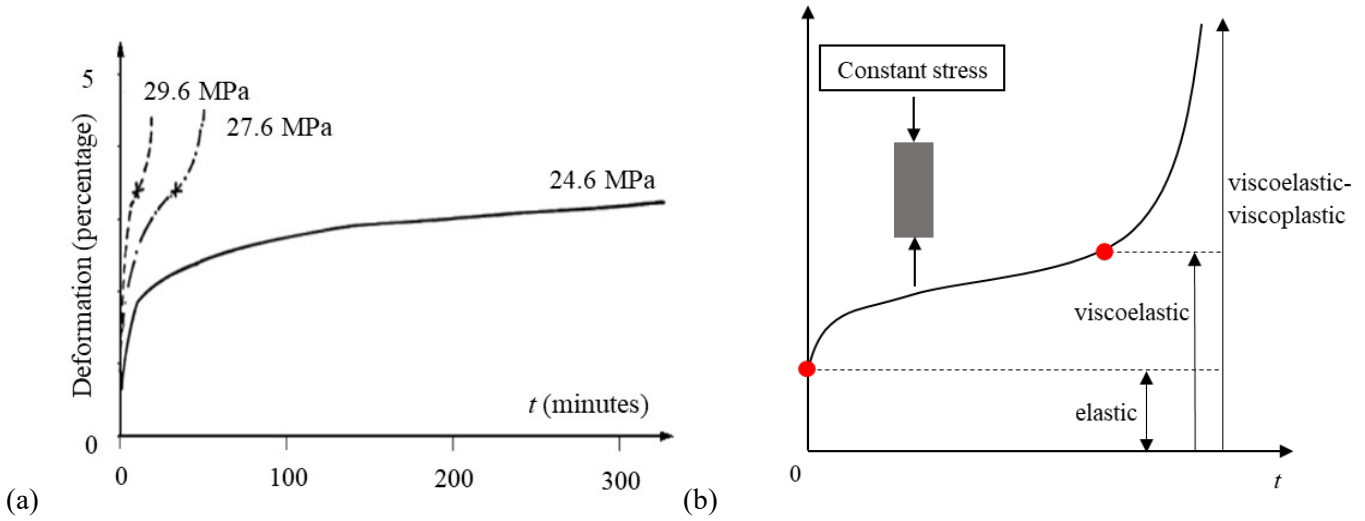 5
29.6 MPa
27.6 MPa
24.6 MPa
Deformation (percentage)
t (minutes)
0
0
100
200
300
(a)
Constant stress
viscoelastic-
viscoplastic
viscoelastic
elastic
0
t
(b)